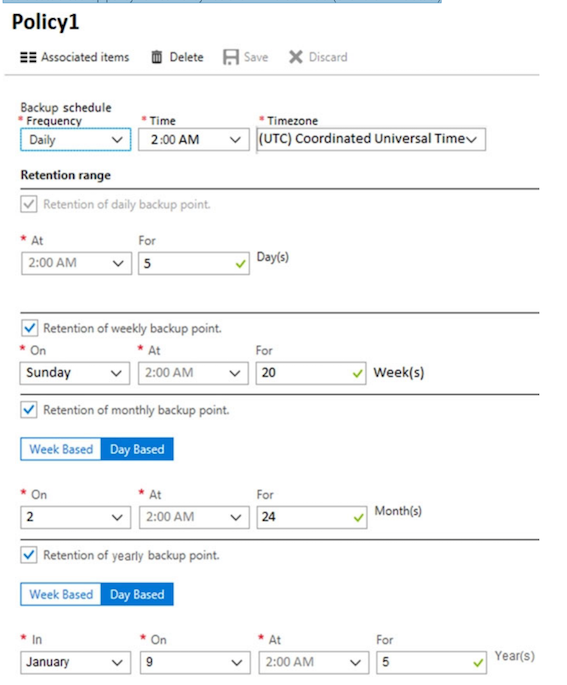 Policy1
Associated items Delete Save Discard
Backup schedule
* Frequency * Time * Timezone
Daily 2:00 AM (UTC) Coordinated Universal Time
Retention range
Retention of daily backup point.
* At For
2:00 AM 5 Day(s)
Retention of weekly backup point.
* On * At For
Sunday 2:00 AM 20 Week(s)
Retention of monthly backup point.
Week Based Day Based
* On * At For
2 2:00 AM 24 Month(s)
Retention of yearly backup point.
Week Based Day Based
* In * On * At For
January 9 2:00 AM 5 Year(s)